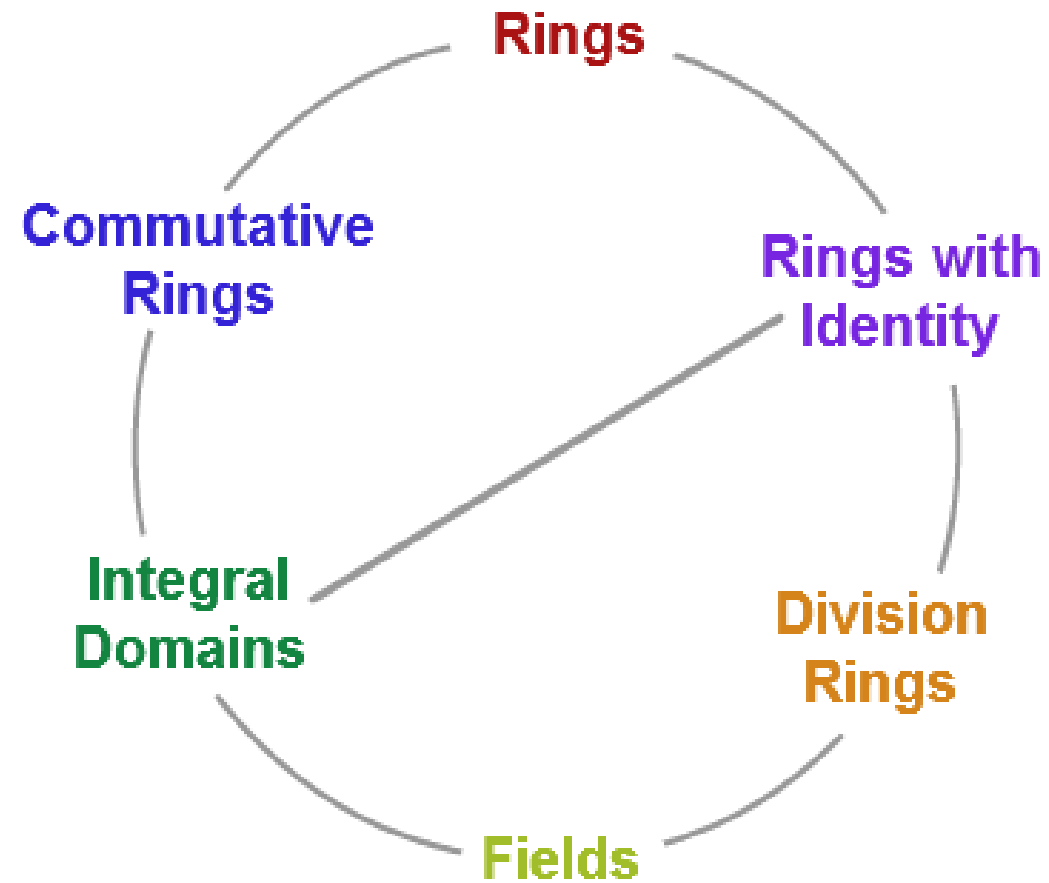 Rings
Commutative
Rings
Rings with
Identity
Integral
Domains
Division
Rings
Fields